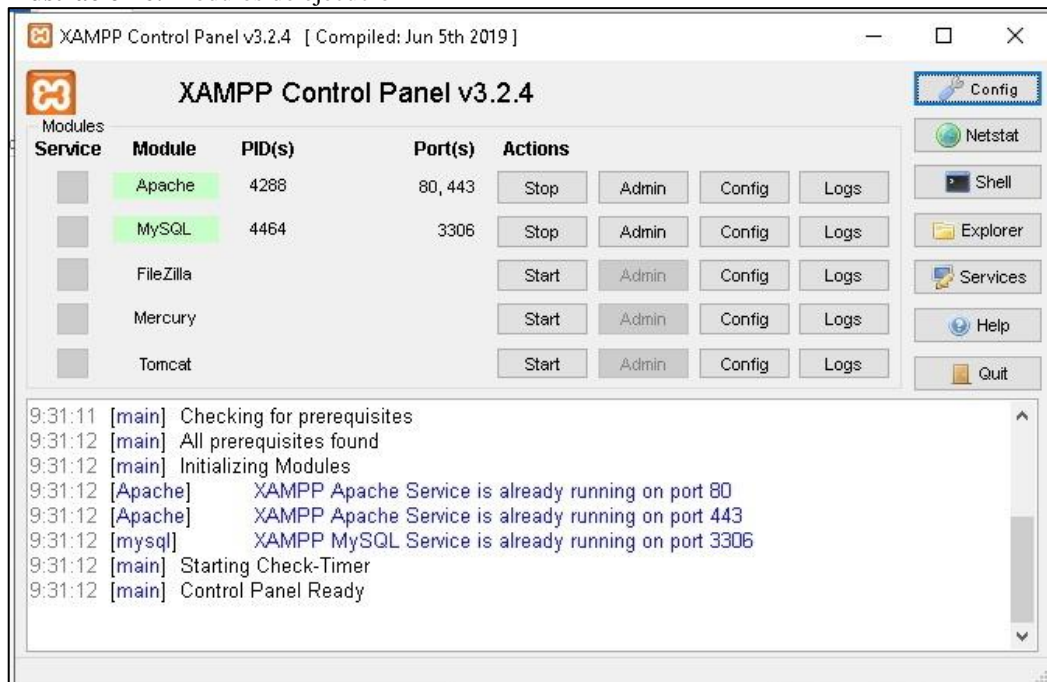 XAMPP Control Panel v3.2.4 [ Compiled: Jun 5th 2019 ]
XAMPP Control Panel v3.2.4
Config
Netstat
Shell
Explorer
Services
Help
Quit
Modules
Service Module PID(s) Port(s) Actions
Apache 4288 80, 443 Stop Admin Config Logs
MySQL 4464 3306 Stop Admin Config Logs
FileZilla Start Admin Config Logs
Mercury Start Admin Config Logs
Tomcat Start Admin Config Logs
9:31:11 [main] Checking for prerequisites
9:31:12 [main] All prerequisites found
9:31:12 [main] Initializing Modules
9:31:12 [Apache] XAMPP Apache Service is already running on port 80
9:31:12 [Apache] XAMPP Apache Service is already running on port 443
9:31:12 [mysql] XAMPP MySQL Service is already running on port 3306
9:31:12 [main] Starting Check-Timer
9:31:12 [main] Control Panel Ready